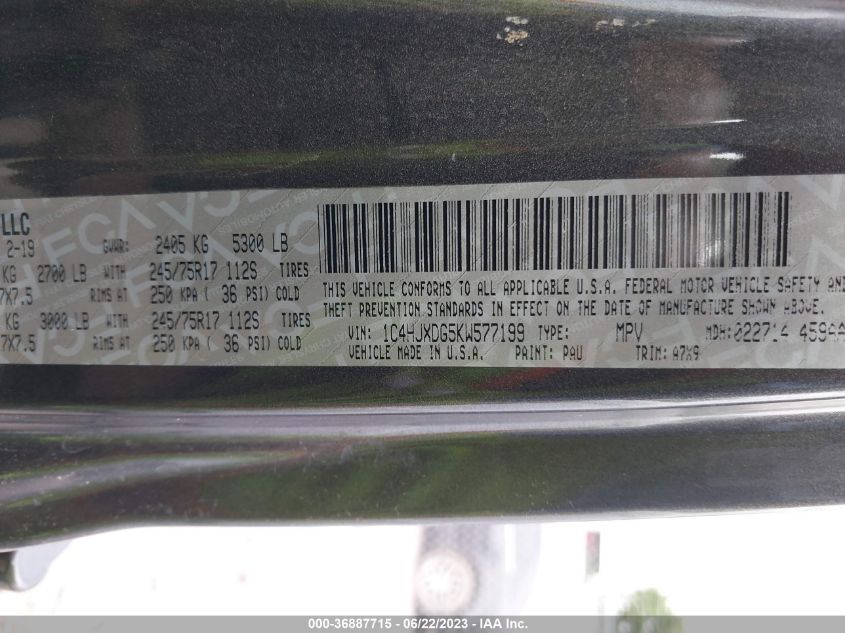 LLC
2-19 GVWR: 2405 KG 5300 LB
KG 2700 LB WITH 245/75R17 112S TIRES
7X7.5 RIMS AT 250 KPA ( 36 PSI) COLD
KG 3000 LB WITH 245/75R17 112S TIRES
7X7.5 RIMS AT 250 KPA ( 36 PSI) COLD
THIS VEHICLE CONFORMS TO ALL APPLICABLE U.S.A. FEDERAL MOTOR VEHICLE SAFETY AND
THEFT PREVENTION STANDARDS IN EFFECT ON THE DATE OF MANUFACTURE SHOWN ABOVE.
VIN: 1C4HJXDG5KW577199 TYPE: MPV MDH: 022714 459AA
VEHICLE MADE IN U.S.A. PAINT: PAU TRIM: A7X9
000-36887715 - 06/22/2023 - IAA Inc.